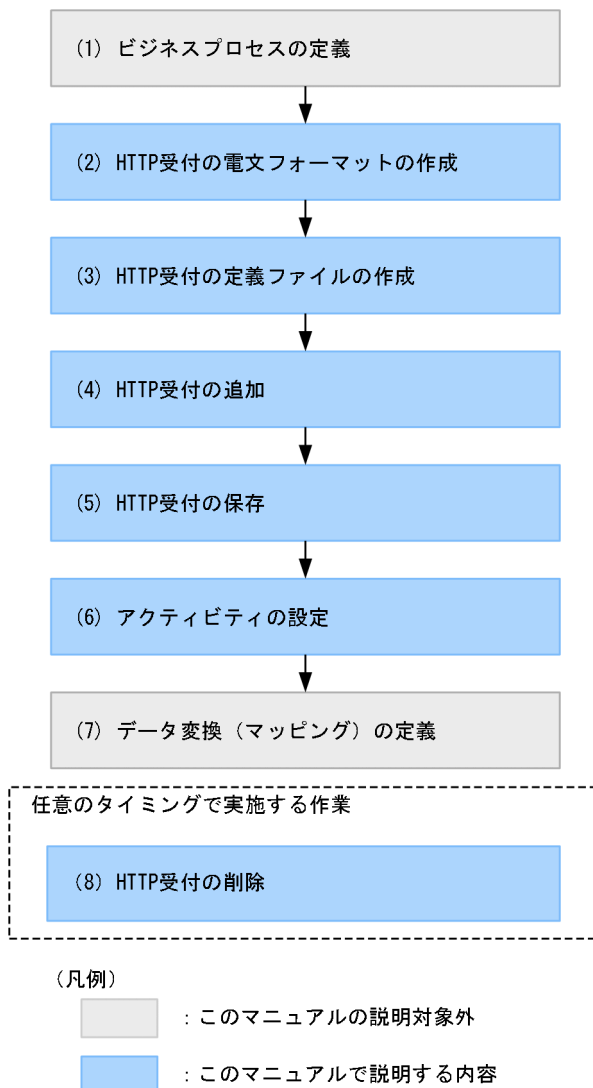 (1) ビジネスプロセスの定義
(2) HTTP受付の電文フォーマットの作成
(3) HTTP受付の定義ファイルの作成
(4) HTTP受付の追加
(5) HTTP受付の保存
(6) アクティビティの設定
(7) データ変換（マッピング）の定義
任意のタイミングで実施する作業
(8) HTTP受付の削除
（凡例）
：このマニュアルの説明対象外
：このマニュアルで説明する内容